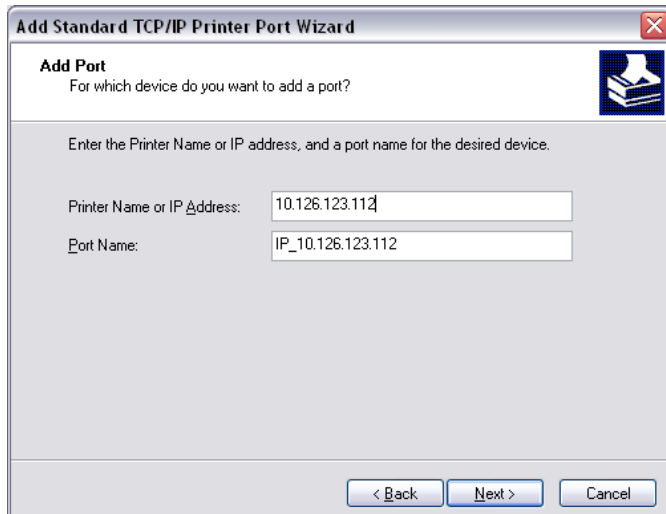 Add Standard TCP/IP Printer Port Wizard
Add Port
For which device do you want to add a port?
Enter the Printer Name or IP address, and a port name for the desired device.
Printer Name or IP Address: 10.126.123.112
Port Name: IP_10.126.123.112
< Back Next > Cancel